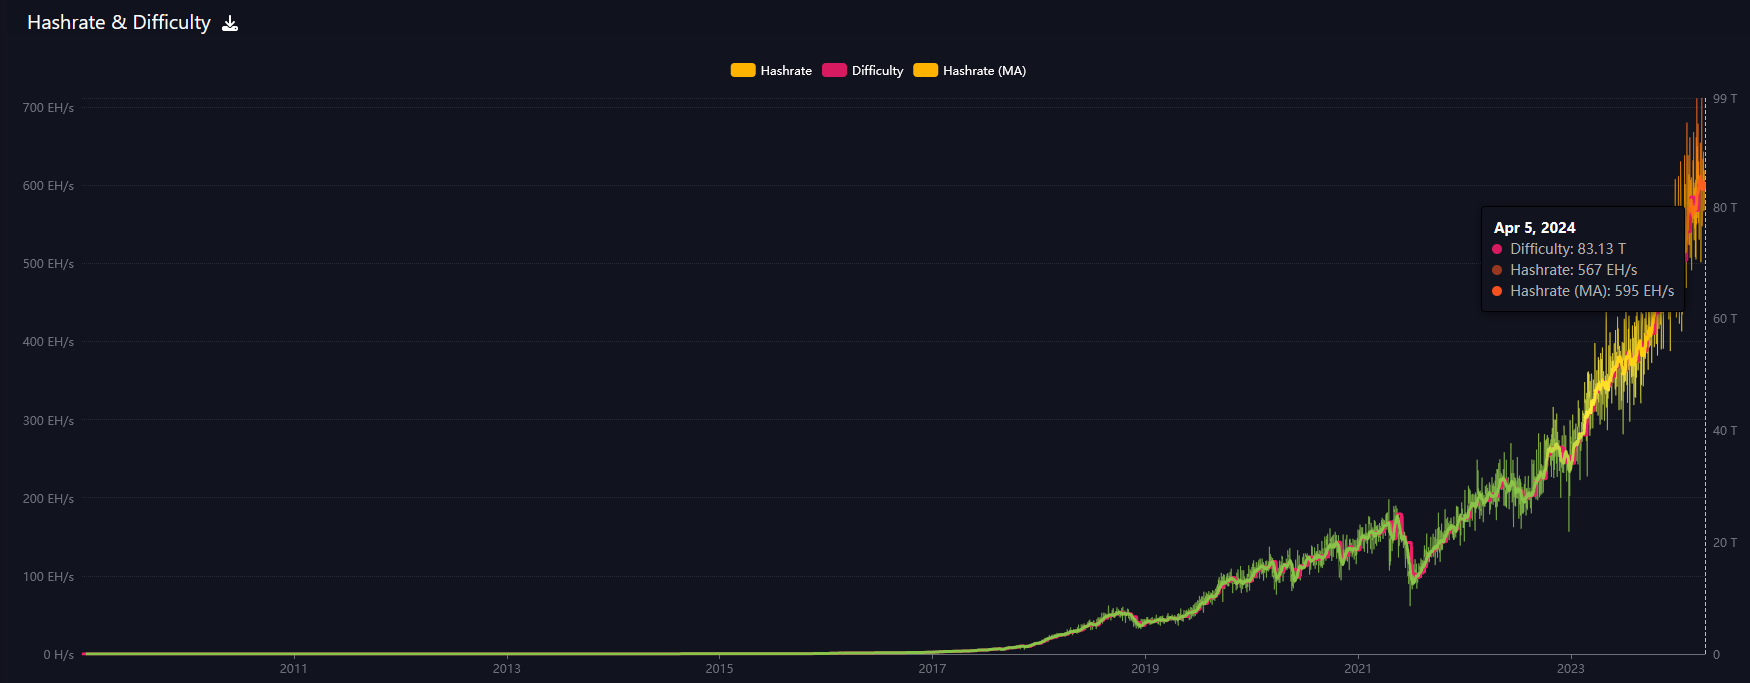 Hashrate & Difficulty
Hashrate Difficulty Hashrate (MA)
700 EH/s
600 EH/s
500 EH/s
400 EH/s
300 EH/s
200 EH/s
100 EH/s
0 H/s
99 T
80 T
60 T
40 T
20 T
0
Apr 5, 2024
Difficulty: 83.13 T
Hashrate: 567 EH/s
Hashrate (MA): 595 EH/s
2011 2013 2015 2017 2019 2021 2023